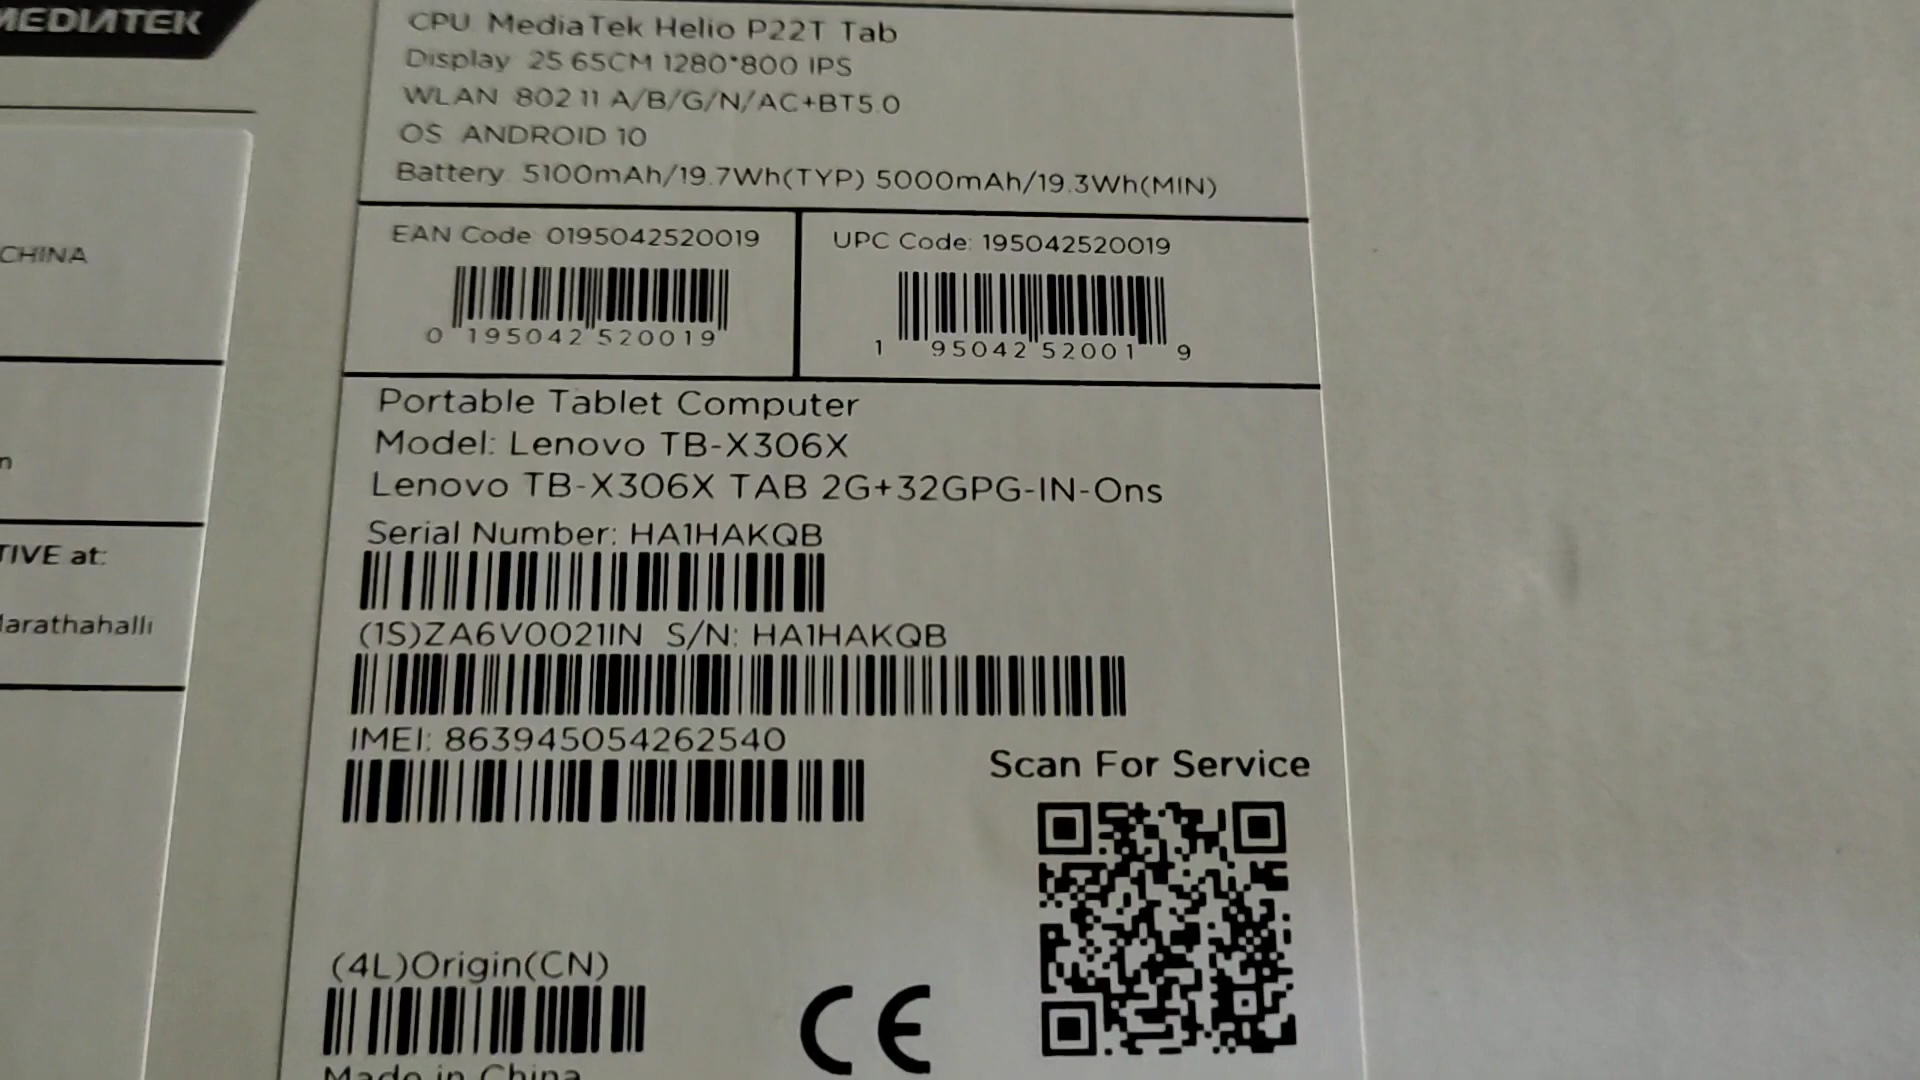 MEDIATEK
CHINA
TIVE at:
Marathahalli
CPU MediaTek Helio P22T Tab
Display 25.65CM 1280*800 IPS
WLAN 802.11 A/B/G/N/AC+BT5.0
OS ANDROID 10
Battery 5100mAh/19.7Wh(TYP) 5000mAh/19.3Wh(MIN)
EAN Code 0195042520019
0 195042 520019
UPC Code: 195042520019
1 95042 52001 9
Portable Tablet Computer
Model: Lenovo TB-X306X
Lenovo TB-X306X TAB 2G+32GPG-IN-Ons
Serial Number: HA1HAKQB
(1S)ZA6V0021IN S/N: HA1HAKQB
IMEI: 863945054262540
Scan For Service
(4L)Origin(CN)
CE
Made in China